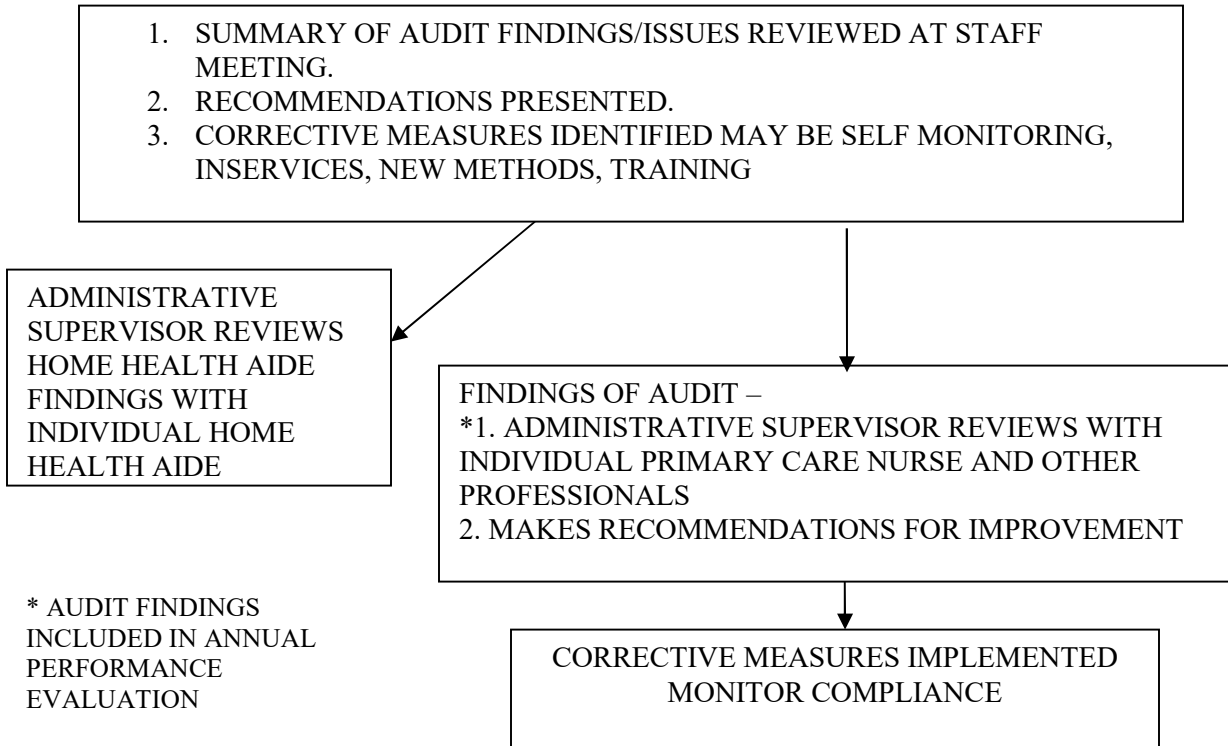 1. SUMMARY OF AUDIT FINDINGS/ISSUES REVIEWED AT STAFF
MEETING.
2. RECOMMENDATIONS PRESENTED.
3. CORRECTIVE MEASURES IDENTIFIED MAY BE SELF MONITORING,
INSERVICES, NEW METHODS, TRAINING
ADMINISTRATIVE
SUPERVISOR REVIEWS
HOME HEALTH AIDE
FINDINGS WITH
INDIVIDUAL HOME
HEALTH AIDE
FINDINGS OF AUDIT –
*1. ADMINISTRATIVE SUPERVISOR REVIEWS WITH
INDIVIDUAL PRIMARY CARE NURSE AND OTHER
PROFESSIONALS
2. MAKES RECOMMENDATIONS FOR IMPROVEMENT
* AUDIT FINDINGS
INCLUDED IN ANNUAL
PERFORMANCE
EVALUATION
CORRECTIVE MEASURES IMPLEMENTED
MONITOR COMPLIANCE